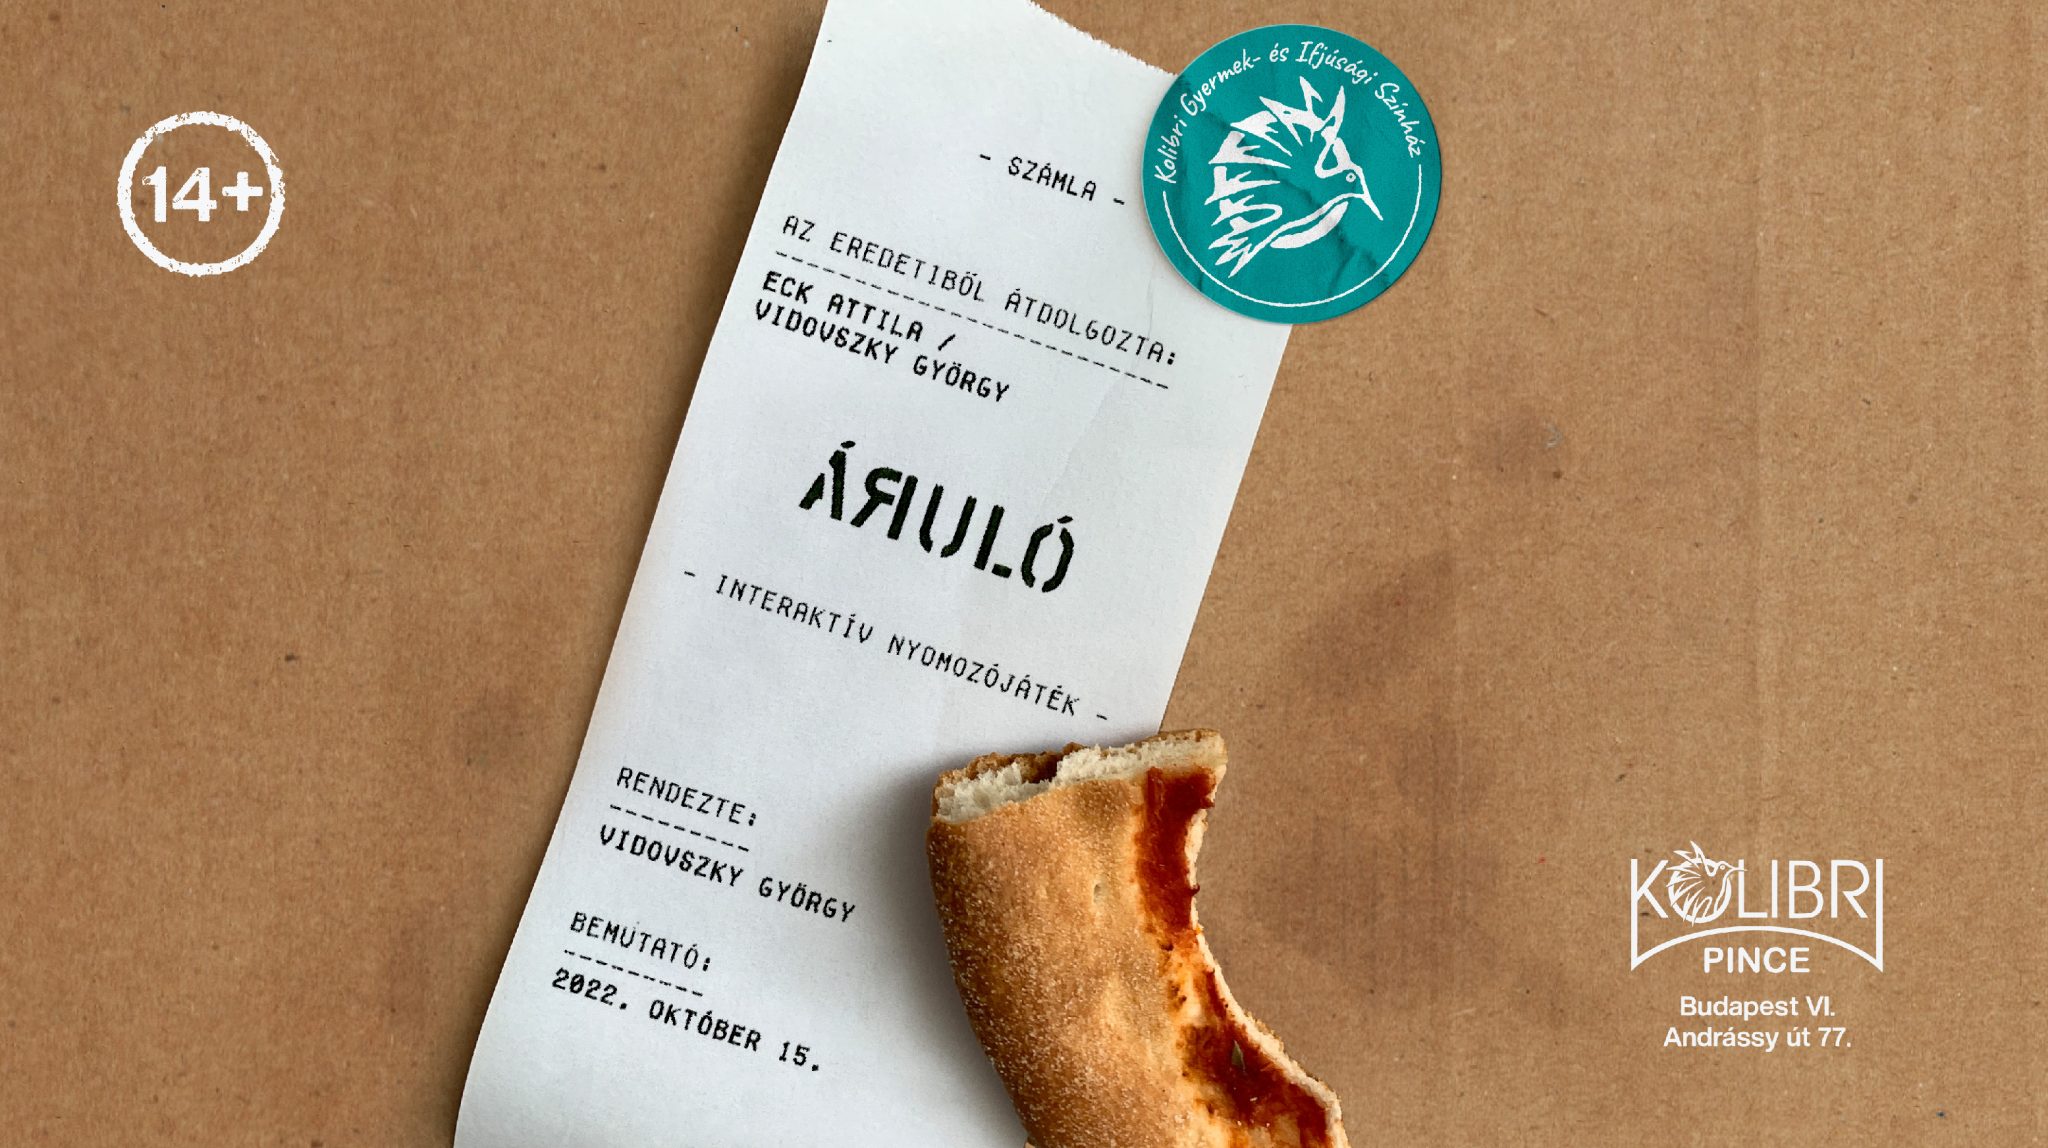 14+
Kolibri Gyermek- és Ifjúsági Színház
- SZÁMLA -
AZ EREDETIBŐL ÁTDOLGOZTA:
ECK ATTILA /
VIDOVSZKY GYÖRGY
ÁRULÓ
- INTERAKTÍV NYOMOZÓJÁTÉK -
RENDEZTE:
VIDOVSZKY GYÖRGY
BEMUTATÓ:
2022. OKTÓBER 15.
KOLIBRI
PINCE
Budapest VI.
Andrássy út 77.